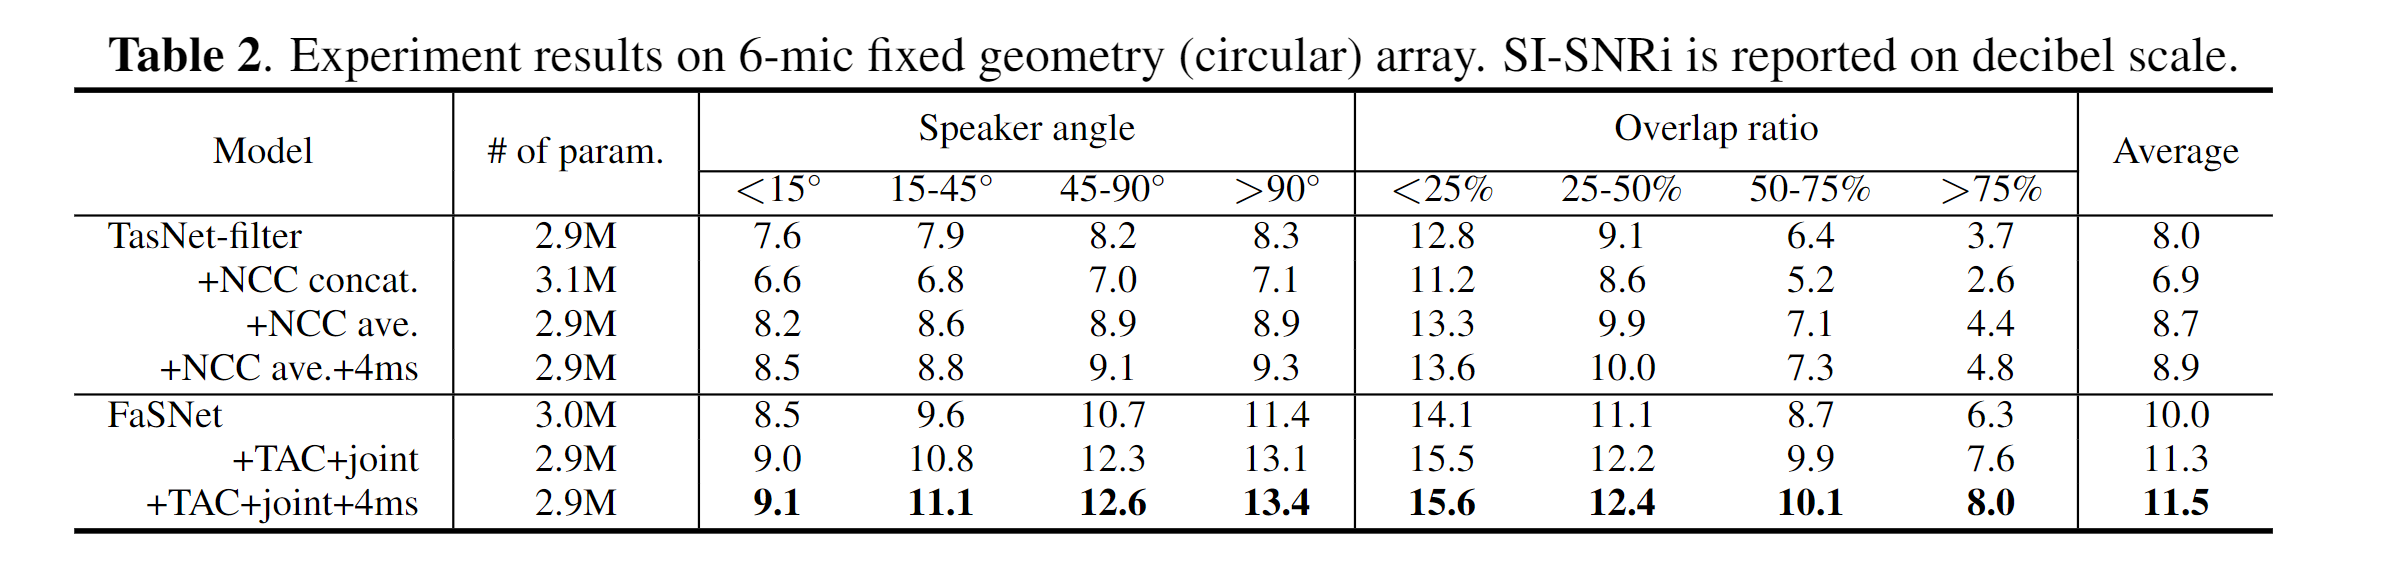 Table 2. Experiment results on 6-mic fixed geometry (circular) array. SI-SNRi is reported on decibel scale.
Model # of param. Speaker angle Overlap ratio Average
<15° 15-45° 45-90° >90° <25% 25-50% 50-75% >75%
TasNet-filter 2.9M 7.6 7.9 8.2 8.3 12.8 9.1 6.4 3.7 8.0
+NCC concat. 3.1M 6.6 6.8 7.0 7.1 11.2 8.6 5.2 2.6 6.9
+NCC ave. 2.9M 8.2 8.6 8.9 8.9 13.3 9.9 7.1 4.4 8.7
+NCC ave.+4ms 2.9M 8.5 8.8 9.1 9.3 13.6 10.0 7.3 4.8 8.9
FaSNet 3.0M 8.5 9.6 10.7 11.4 14.1 11.1 8.7 6.3 10.0
+TAC+joint 2.9M 9.0 10.8 12.3 13.1 15.5 12.2 9.9 7.6 11.3
+TAC+joint+4ms 2.9M 9.1 11.1 12.6 13.4 15.6 12.4 10.1 8.0 11.5